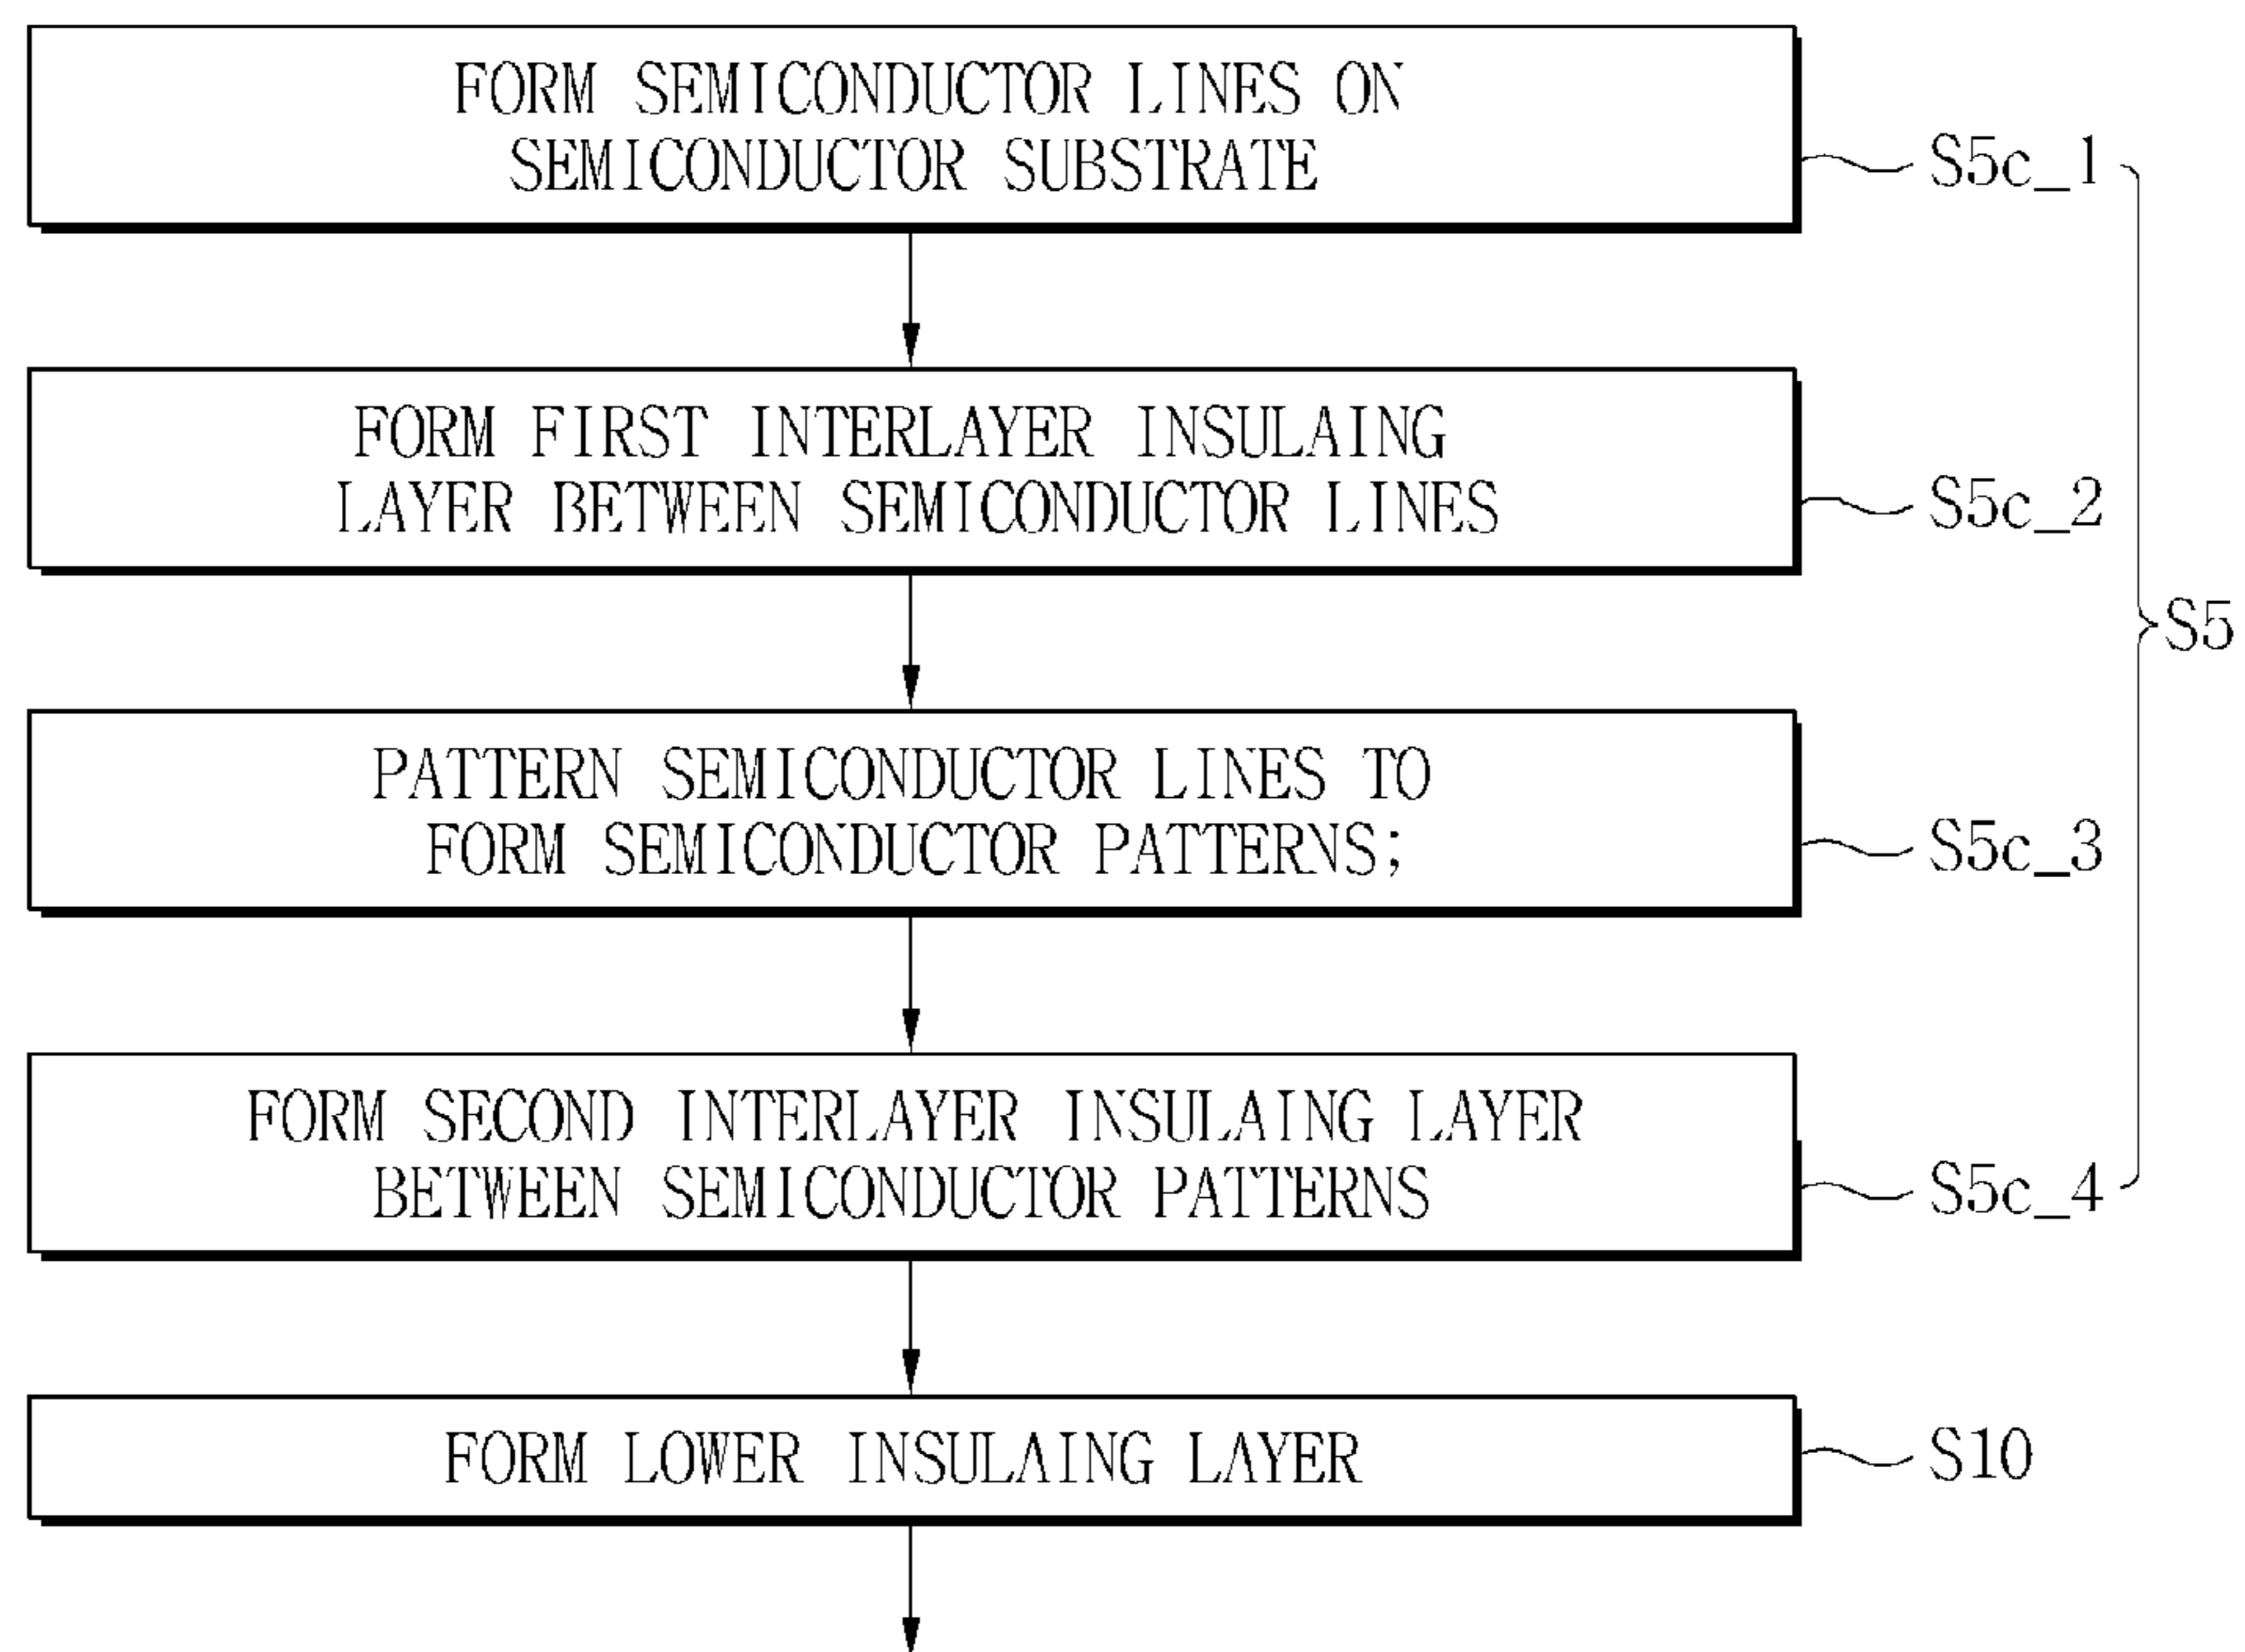 FORM SEMICONDUCTOR LINES ON
SEMICONDUCTOR SUBSTRATE
S5c_1
FORM FIRST INTERLAYER INSULAING
LAYER BETWEEN SEMICONDUCTOR LINES
S5c_2
S5
PATTERN SEMICONDUCTOR LINES TO
FORM SEMICONDUCTOR PATTERNS;
S5c_3
FORM SECOND INTERLAYER INSULAING LAYER
BETWEEN SEMICONDUCTOR PATTERNS
S5c_4
FORM LOWER INSULAING LAYER
S10